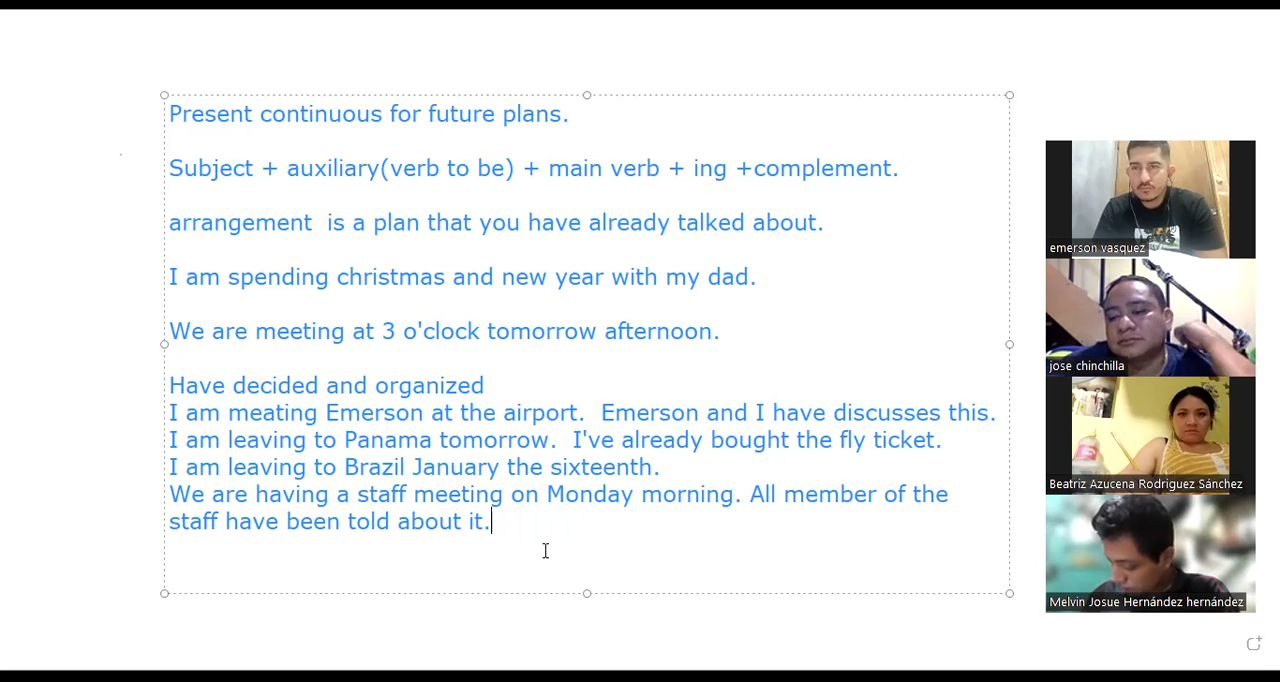 Present continuous for future plans.
Subject + auxiliary(verb to be) + main verb + ing +complement.
arrangement  is a plan that you have already talked about.
I am spending christmas and new year with my dad.
We are meeting at 3 o'clock tomorrow afternoon.
Have decided and organized
I am meating Emerson at the airport.  Emerson and I have discusses this.
I am leaving to Panama tomorrow.  I've already bought the fly ticket.
I am leaving to Brazil January the sixteenth.
We are having a staff meeting on Monday morning. All member of the
staff have been told about it.
emerson vasquez
jose chinchilla
Beatriz Azucena Rodriguez Sánchez
Melvin Josue Hernández hernández